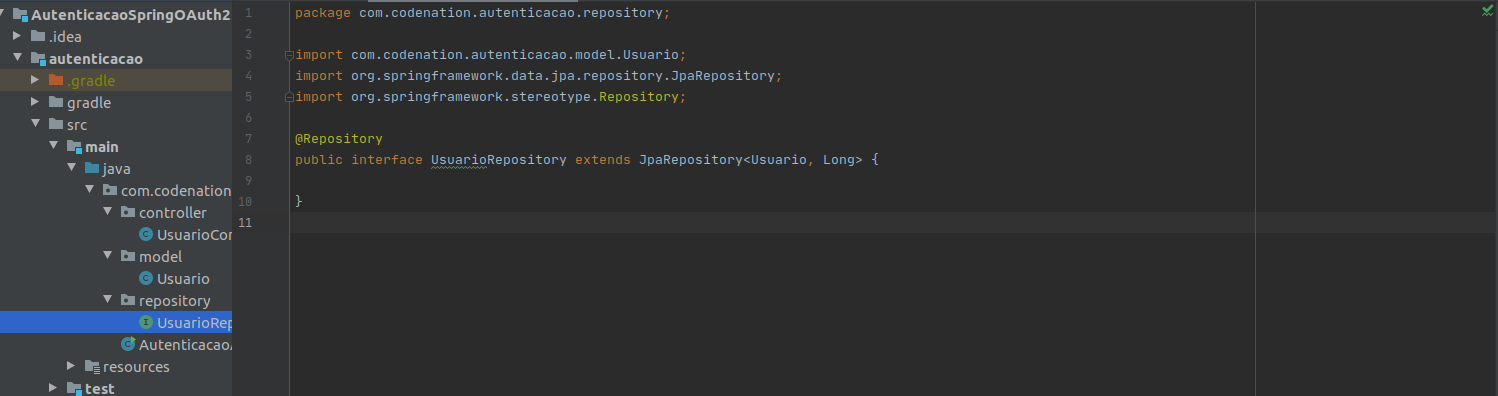 AutenticacaoSpringOAuth2
.idea
autenticacao
.gradle
gradle
src
main
java
com.codenation
controller
UsuarioCon
model
Usuario
repository
UsuarioRep
AutenticacaoA
resources
test
1 package com.codenation.autenticacao.repository;
2
3 import com.codenation.autenticacao.model.Usuario;
4 import org.springframework.data.jpa.repository.JpaRepository;
5 import org.springframework.stereotype.Repository;
6
7 @Repository
8 public interface UsuarioRepository extends JpaRepository<Usuario, Long> {
9
10 }
11